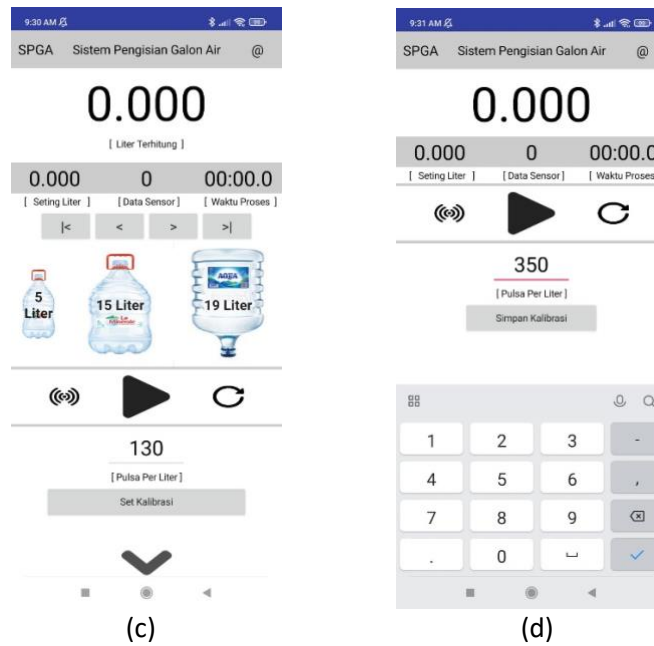 9:30 AM
SPGA Sistem Pengisian Galon Air @
0.000
[ Liter Terhitung ]
0.000 0 00:00.0
[ Seting Liter ] [ Data Sensor ] [ Waktu Proses ]
|< < > >|
5 Liter
15 Liter
19 Liter
AQUA
130
[ Pulsa Per Liter ]
Set Kalibrasi
(c)
9:31 AM
SPGA Sistem Pengisian Galon Air @
0.000
0.000 0 00:00.0
[ Seting Liter ] [ Data Sensor ] [ Waktu Proses
350
[ Pulsa Per Liter ]
Simpan Kalibrasi
1 2 3 -
4 5 6 ,
7 8 9
. 0
(d)